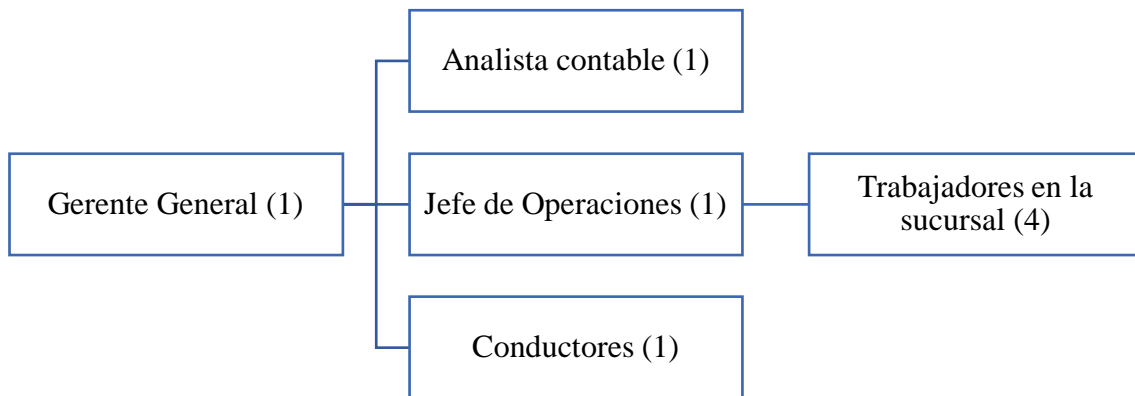 Analista contable (1)
Gerente General (1)
Jefe de Operaciones (1)
Trabajadores en la
sucursal (4)
Conductores (1)